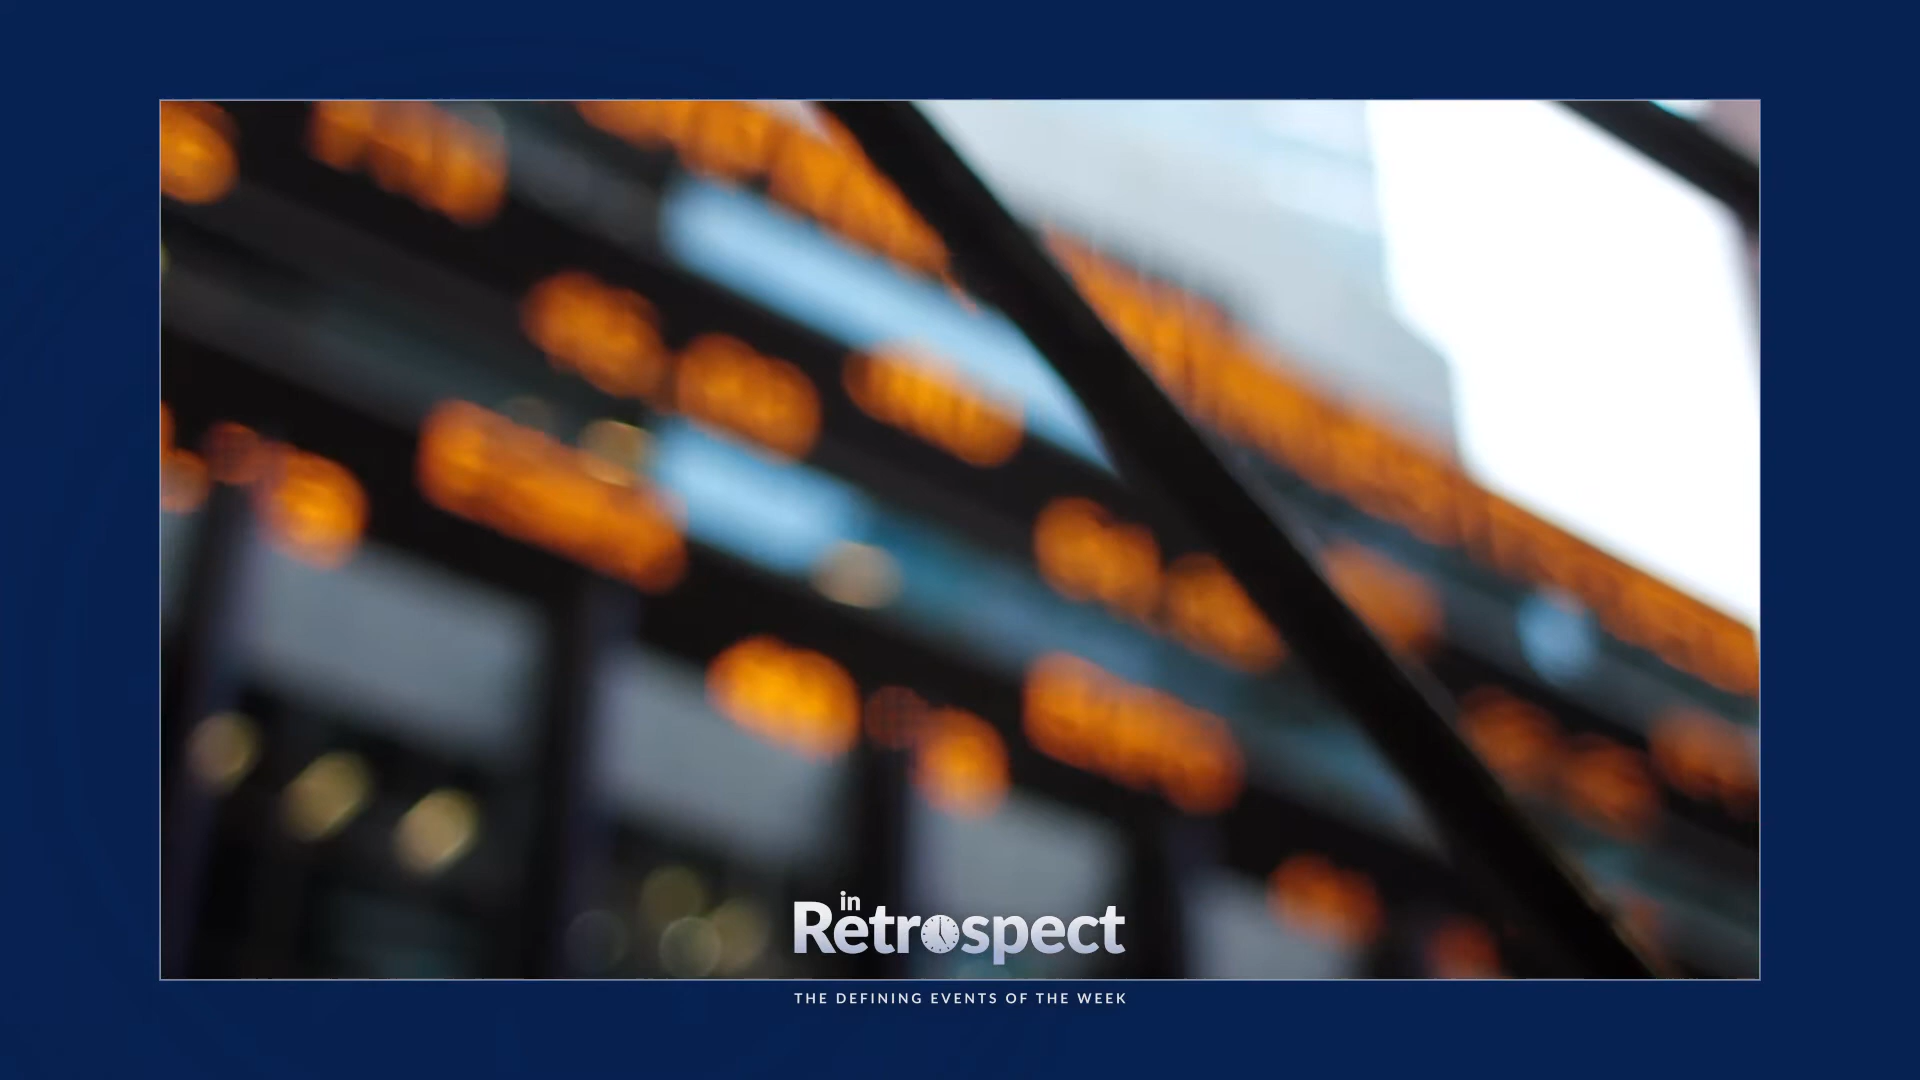 in
Retrospect
THE DEFINING EVENTS OF THE WEEK